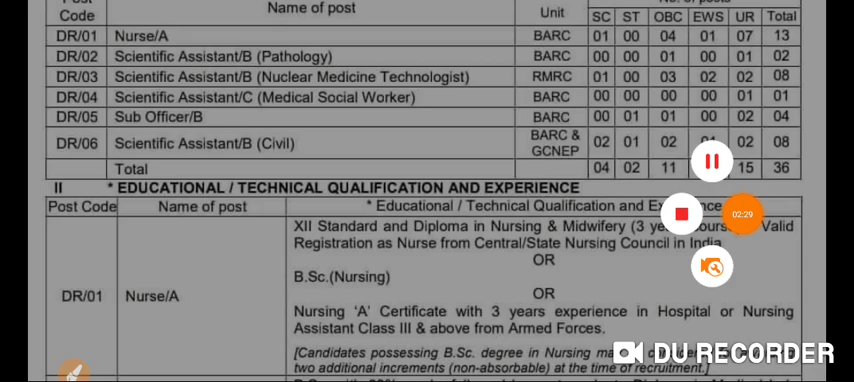 Post
Code
Name of post
Unit
No. of posts
SC ST OBC EWS UR Total
DR/01 Nurse/A BARC 01 00 04 01 07 13
DR/02 Scientific Assistant/B (Pathology) BARC 00 00 01 00 01 02
DR/03 Scientific Assistant/B (Nuclear Medicine Technologist) RMRC 01 00 03 02 02 08
DR/04 Scientific Assistant/C (Medical Social Worker) BARC 00 00 00 00 01 01
DR/05 Sub Officer/B BARC 00 01 01 00 02 04
DR/06 Scientific Assistant/B (Civil) BARC & GCNEP 02 01 02 02 08
Total 04 02 11 15 36
II * EDUCATIONAL / TECHNICAL QUALIFICATION AND EXPERIENCE
Post Code Name of post * Educational / Technical Qualification and
02:29
XII Standard and Diploma in Nursing & Midwifery (3 Valid
Registration as Nurse from Central/State Nursing Council in India
OR
B.Sc.(Nursing)
OR
DR/01 Nurse/A
Nursing 'A' Certificate with 3 years experience in Hospital or Nursing
Assistant Class III & above from Armed Forces.
DU RECORDER
[Candidates possessing B.Sc. degree in Nursing
two additional increments (non-absorbable) at the time of recruitment.]